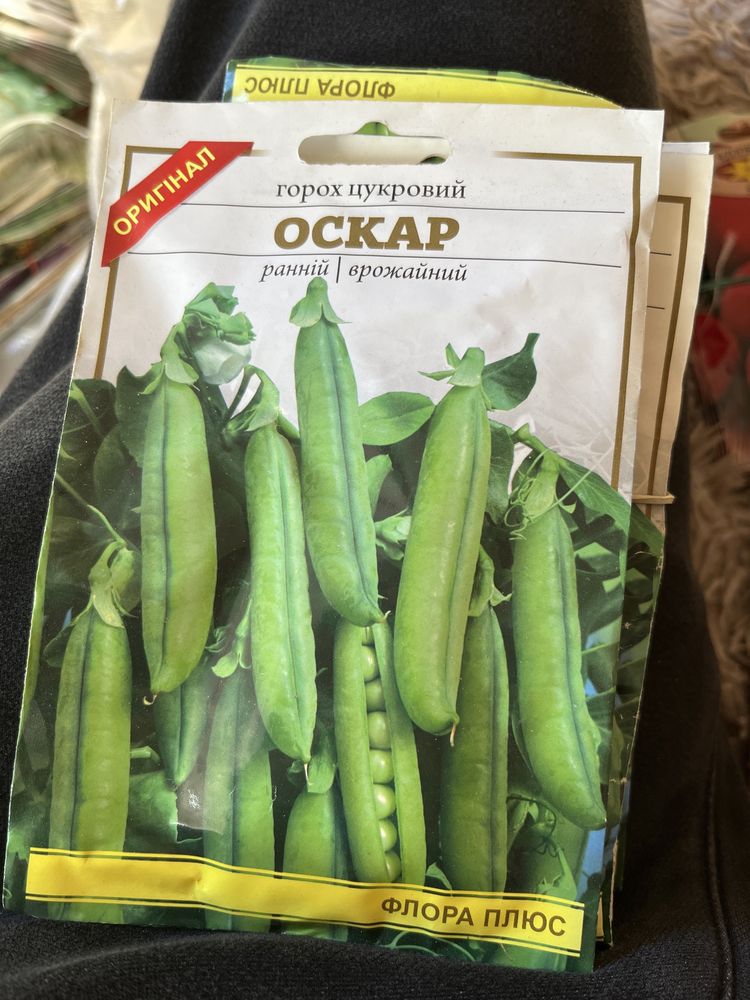 ФЛОРА ПЛЮС
ОРИГІНАЛ
горох цукровий
ОСКАР
ранній | врожайний
ФЛОРА ПЛЮС